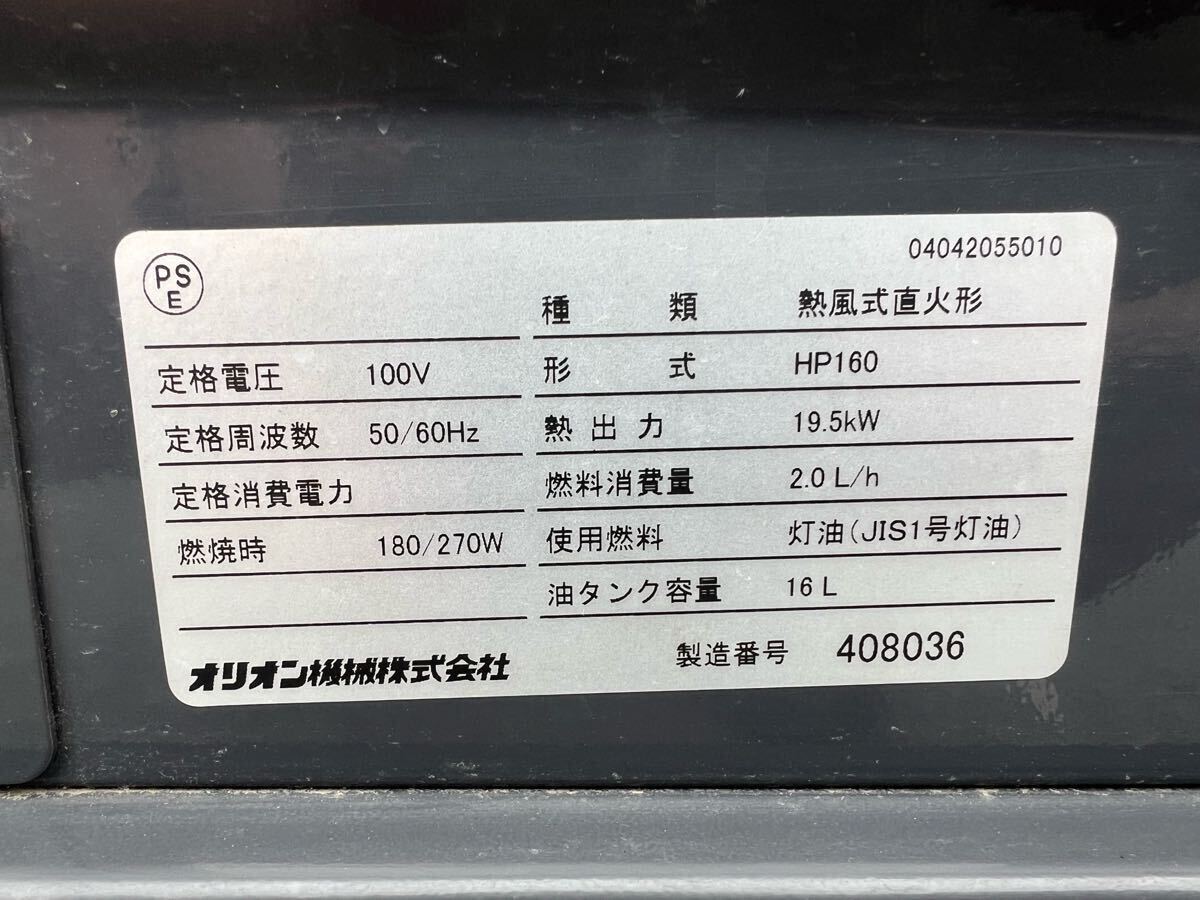 PSE
04042055010
種類 熱風式直火形
定格電圧 100V
形式 HP160
定格周波数 50/60Hz
熱出力 19.5kW
定格消費電力
燃料消費量 2.0 L/h
燃焼時 180/270W
使用燃料 灯油(JIS1号灯油)
油タンク容量 16 L
オリオン機械株式会社
製造番号 408036